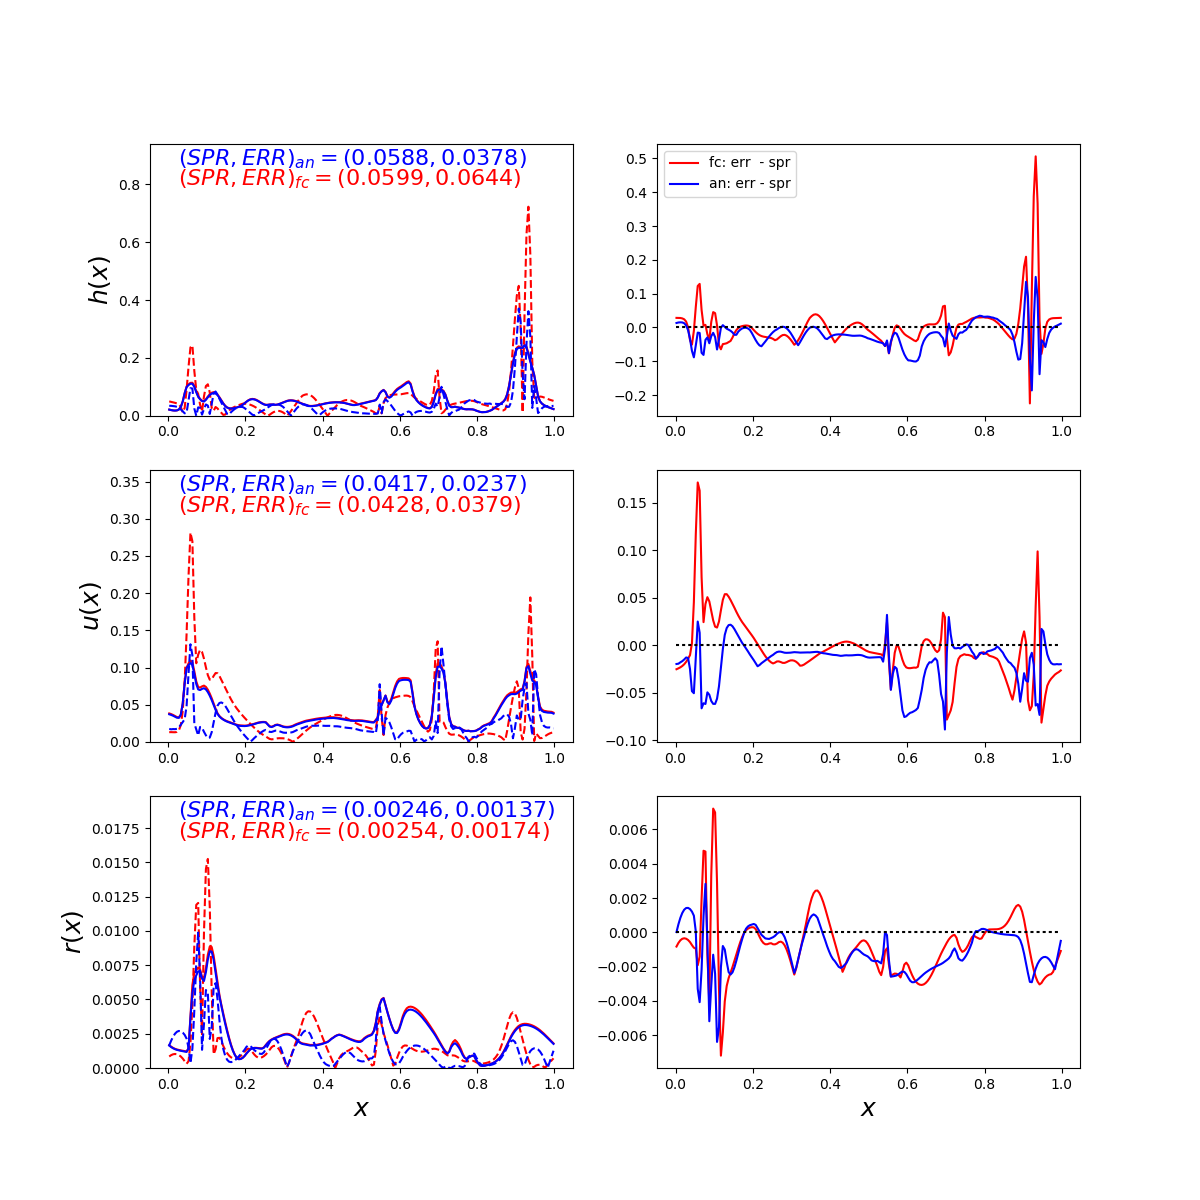 (SPR, ERR)an = (0.0588, 0.0378)
(SPR, ERR)fc = (0.0599, 0.0644)
h(x)
0.8
0.6
0.4
0.2
0.0
0.0 0.2 0.4 0.6 0.8 1.0
fc: err - spr
an: err - spr
0.5
0.4
0.3
0.2
0.1
0.0
−0.1
−0.2
0.0 0.2 0.4 0.6 0.8 1.0
(SPR, ERR)an = (0.0417, 0.0237)
(SPR, ERR)fc = (0.0428, 0.0379)
u(x)
0.35
0.30
0.25
0.20
0.15
0.10
0.05
0.00
0.0 0.2 0.4 0.6 0.8 1.0
0.15
0.10
0.05
0.00
−0.05
−0.10
0.0 0.2 0.4 0.6 0.8 1.0
(SPR, ERR)an = (0.00246, 0.00137)
(SPR, ERR)fc = (0.00254, 0.00174)
r(x)
0.0175
0.0150
0.0125
0.0100
0.0075
0.0050
0.0025
0.0000
0.0 0.2 0.4 0.6 0.8 1.0
x
0.006
0.004
0.002
0.000
−0.002
−0.004
−0.006
0.0 0.2 0.4 0.6 0.8 1.0
x